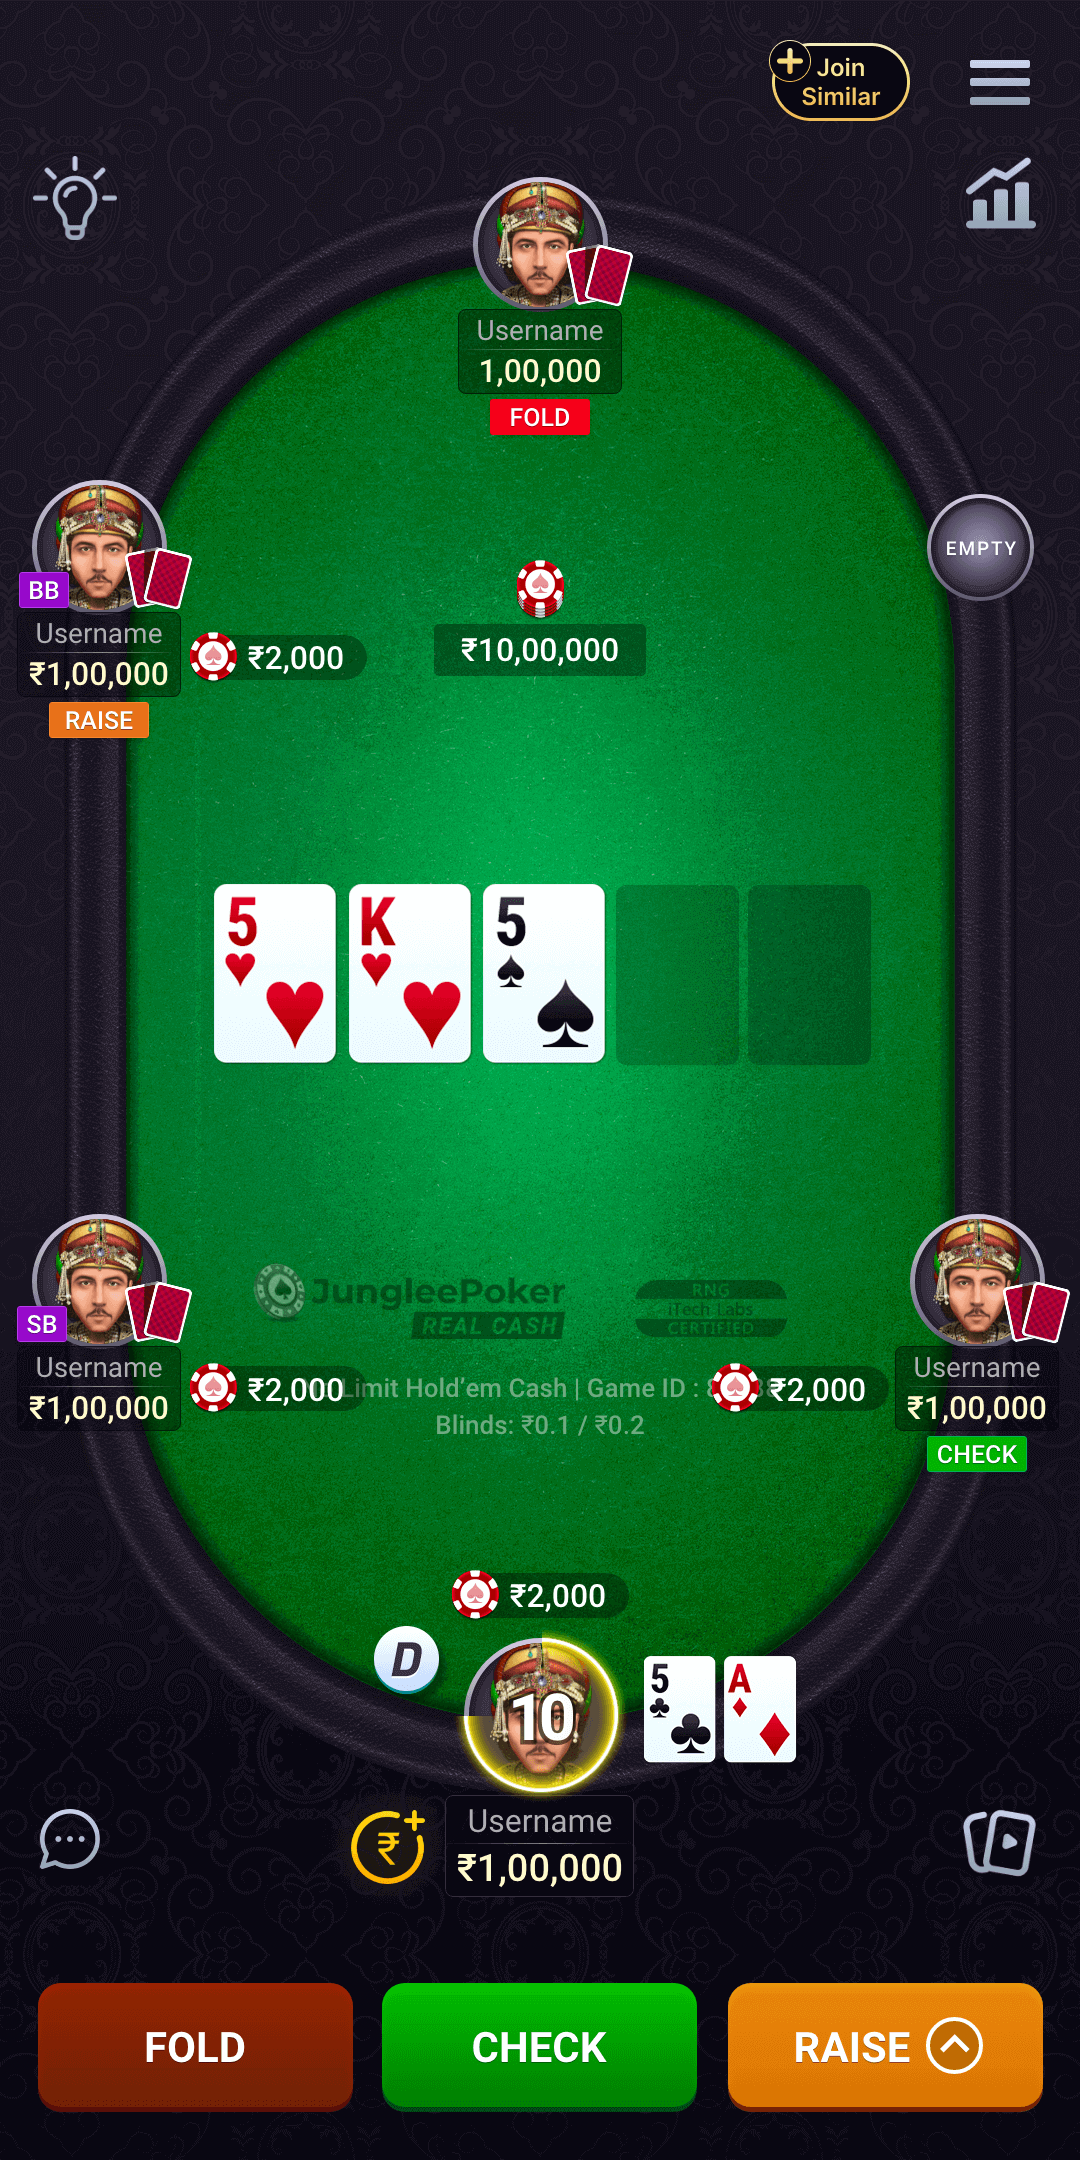 Join
Similar
Username
1,00,000
FOLD
EMPTY
BB
Username
₹1,00,000
RAISE
₹2,000
₹10,00,000
5
K
5
JungleePoker
REAL CASH
RNG
iTech Labs
CERTIFIED
SB
Username
₹1,00,000
₹2,000
Limit Hold’em Cash | Game ID :
₹2,000
Username
₹1,00,000
CHECK
Blinds: ₹0.1 / ₹0.2
₹2,000
D
10
5
A
₹
Username
₹1,00,000
FOLD
CHECK
RAISE